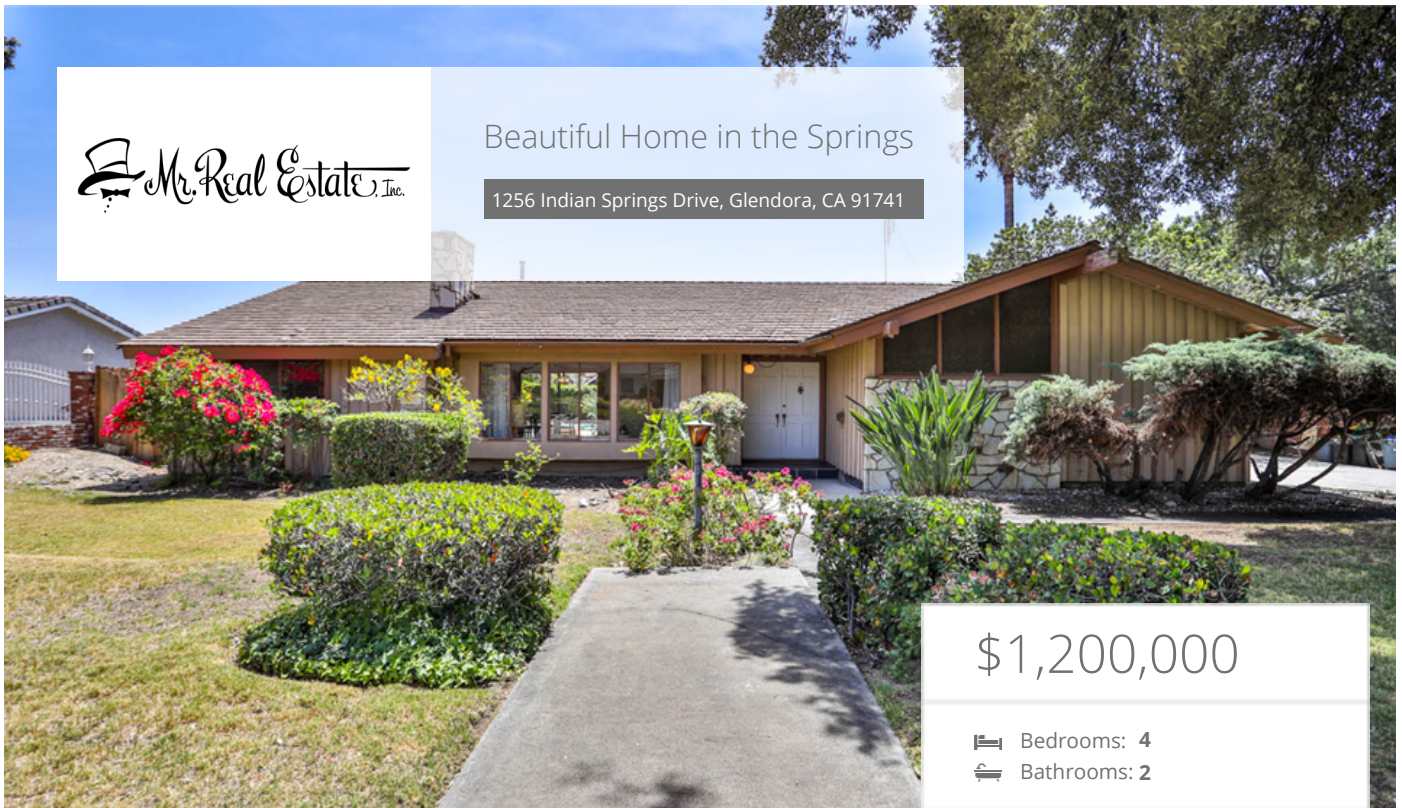 Mr. Real Estate, Inc.
Beautiful Home in the Springs
1256 Indian Springs Drive, Glendora, CA 91741
$1,200,000
Bedrooms: 4
Bathrooms: 2